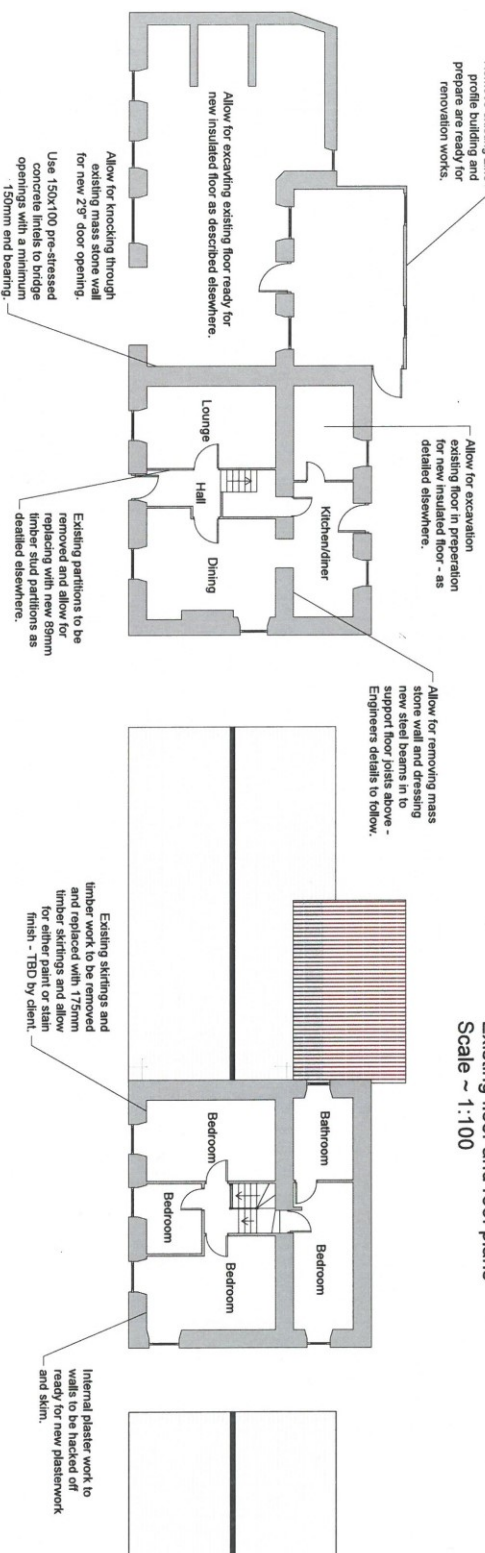 profile building and
prepare are ready for
renovation works.
Allow for excavting existing floor ready for
new insulated floor as described elsewhere.
Allow for knocking through
existing mass stone wall
for new 2'9" door opening.
Use 150x100 pre-stressed
concrete lintels to bridge
openings with a minimum
150mm end bearing.
Allow for excavation
existing floor in preperation
for new insulated floor - as
detailed elsewhere.
Kitchen/diner
Lounge
Hall
Dining
Existing partitions to be
removed and allow for
replacing with new 89mm
timber stud partitions as
deatiled elsewhere.
Allow for removing mass
stone wall and dressing
new steel beams in to
support floor joists above -
Engineers details to follow.
Existing floor and roof plans
Scale ~ 1:100
Existing skirtings and
timber work to be removed
and replaced with 175mm
timber skirtings and allow
for either paint or stain
finish - TBD by client.
Bathroom
Bedroom
Bedroom
Bedroom
Bedroom
Internal plaster work to
walls to be hacked off
ready for new plasterwork
and skim.